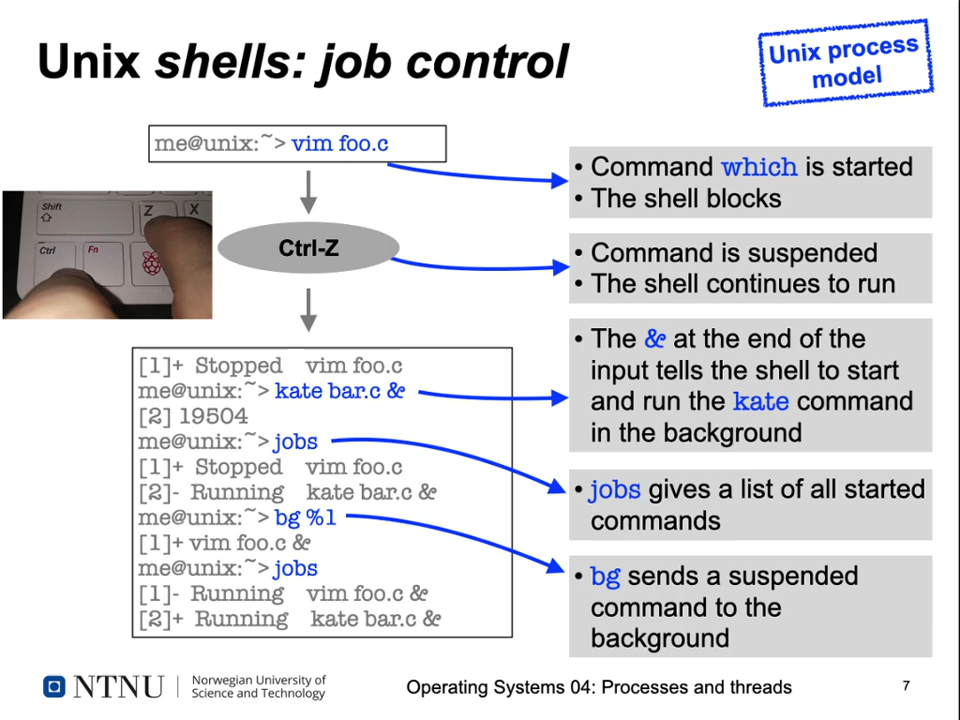 Unix shells: job control
Unix process
model
me@unix:~> vim foo.c
Shift
Z
X
Ctrl
Fn
Ctrl-Z
[1]+ Stopped vim foo.c
me@unix:~> kate bar.c &
[2] 19504
me@unix:~> jobs
[1]+ Stopped vim foo.c
[2]- Running kate bar.c &
me@unix:~> bg %1
[1]+ vim foo.c &
me@unix:~> jobs
[1]- Running vim foo.c &
[2]+ Running kate bar.c &
• Command which is started
• The shell blocks
• Command is suspended
• The shell continues to run
• The & at the end of the
input tells the shell to start
and run the kate command
in the background
• jobs gives a list of all started
commands
• bg sends a suspended
command to the
background
NTNU
Norwegian University of
Science and Technology
Operating Systems 04: Processes and threads
7